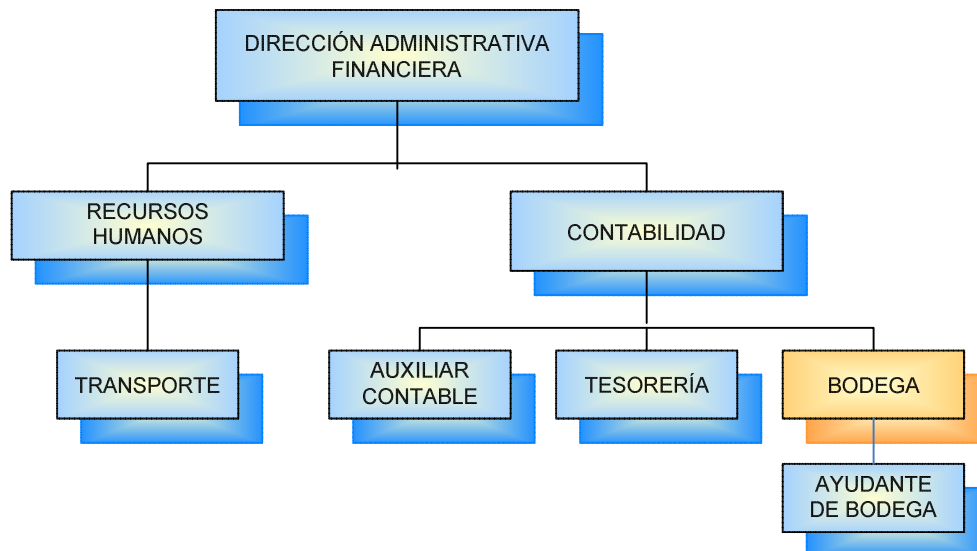 DIRECCIÓN ADMINISTRATIVA
FINANCIERA
RECURSOS
HUMANOS
CONTABILIDAD
TRANSPORTE
AUXILIAR
CONTABLE
TESORERÍA
BODEGA
AYUDANTE
DE BODEGA